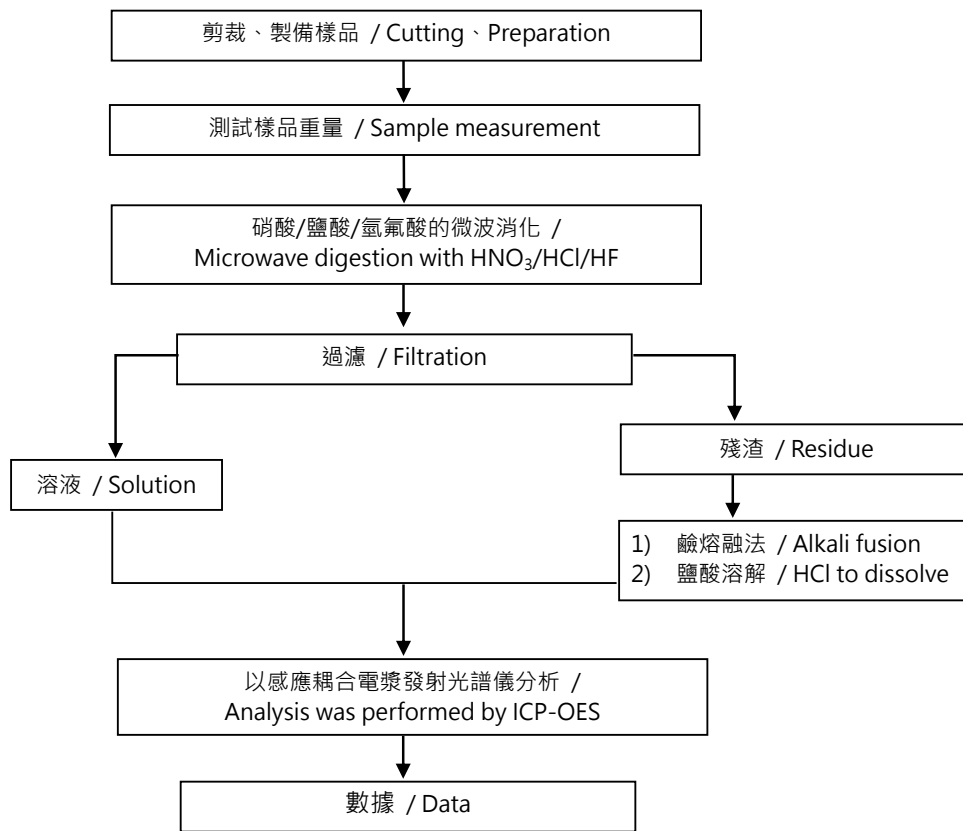 剪裁、製備樣品 / Cutting、Preparation
測試樣品重量 / Sample measurement
硝酸/鹽酸/氫氟酸的微波消化 /
Microwave digestion with HNO₃/HCl/HF
過濾 / Filtration
溶液 / Solution
殘渣 / Residue
1) 鹼熔融法 / Alkali fusion
2) 鹽酸溶解 / HCl to dissolve
以感應耦合電漿發射光譜儀分析 /
Analysis was performed by ICP-OES
數據 / Data